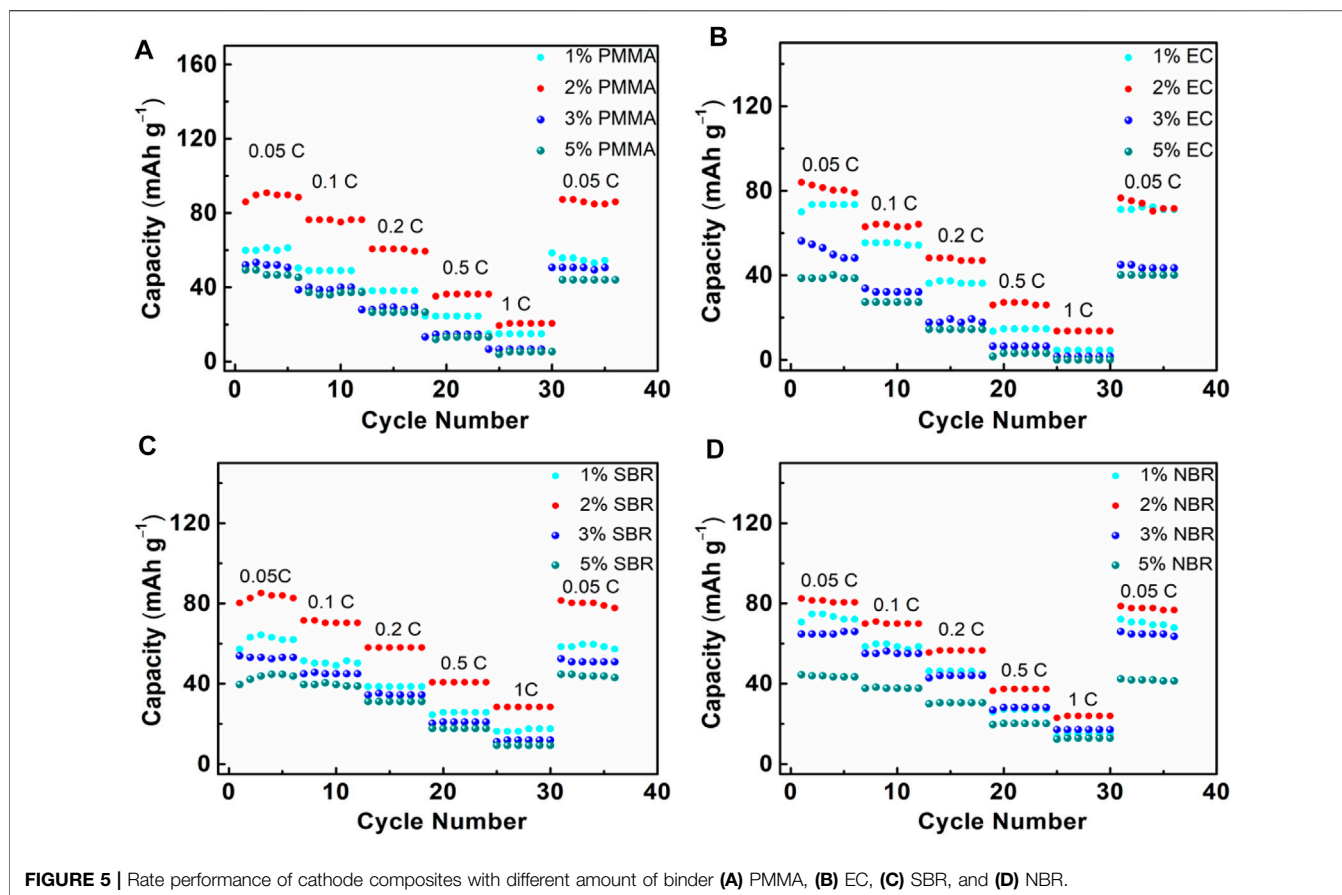 A
160
120
80
40
0
Capacity (mAh g⁻¹)
1% PMMA
2% PMMA
3% PMMA
5% PMMA
0.05 C
0.1 C
0.2 C
0.5 C
1 C
0.05 C
0 10 20 30 40
Cycle Number
B
120
80
40
0
Capacity (mAh g⁻¹)
1% EC
2% EC
3% EC
5% EC
0.05 C
0.1 C
0.2 C
0.5 C
1 C
0.05 C
0 10 20 30 40
Cycle Number
C
120
80
40
0
Capacity (mAh g⁻¹)
1% SBR
2% SBR
3% SBR
5% SBR
0.05C
0.1 C
0.2 C
0.5 C
1C
0.05 C
0 10 20 30 40
Cycle Number
D
120
80
40
0
Capacity (mAh g⁻¹)
1% NBR
2% NBR
3% NBR
5% NBR
0.05 C
0.1 C
0.2 C
0.5 C
1 C
0.05 C
0 10 20 30 40
Cycle Number
FIGURE 5 | Rate performance of cathode composites with different amount of binder (A) PMMA, (B) EC, (C) SBR, and (D) NBR.